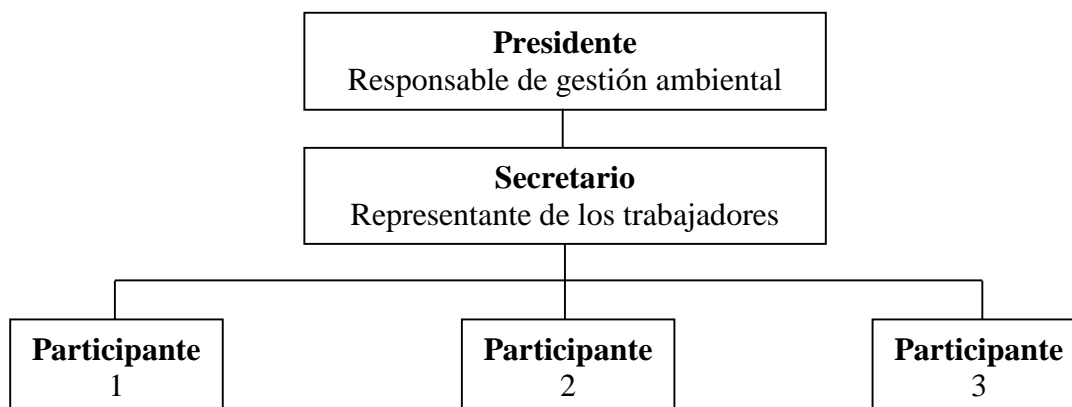 Presidente
Responsable de gestión ambiental
Secretario
Representante de los trabajadores
Participante
1
Participante
2
Participante
3